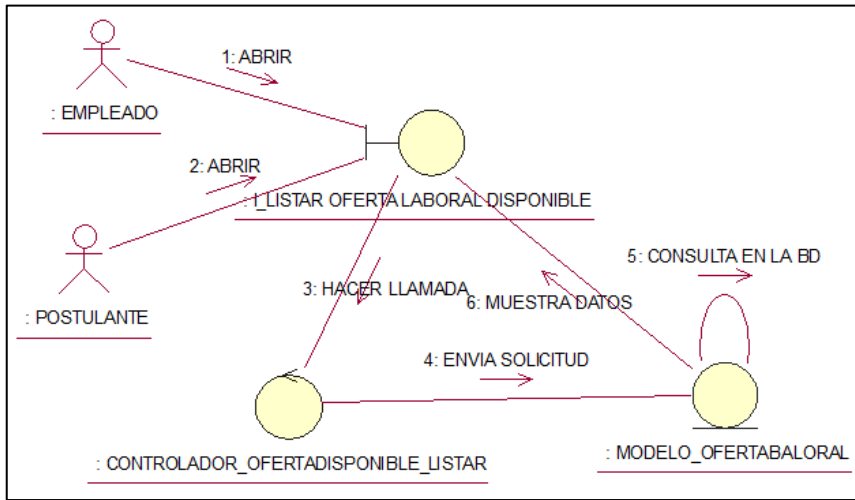 1: ABRIR
: EMPLEADO
2: ABRIR
: I_LISTAR OFERTA LABORAL DISPONIBLE
: POSTULANTE
3: HACER LLAMADA
6: MUESTRA DATOS
5: CONSULTA EN LA BD
4: ENVIA SOLICITUD
: CONTROLADOR_OFERTADISPONIBLE_LISTAR
: MODELO_OFERTABALORAL